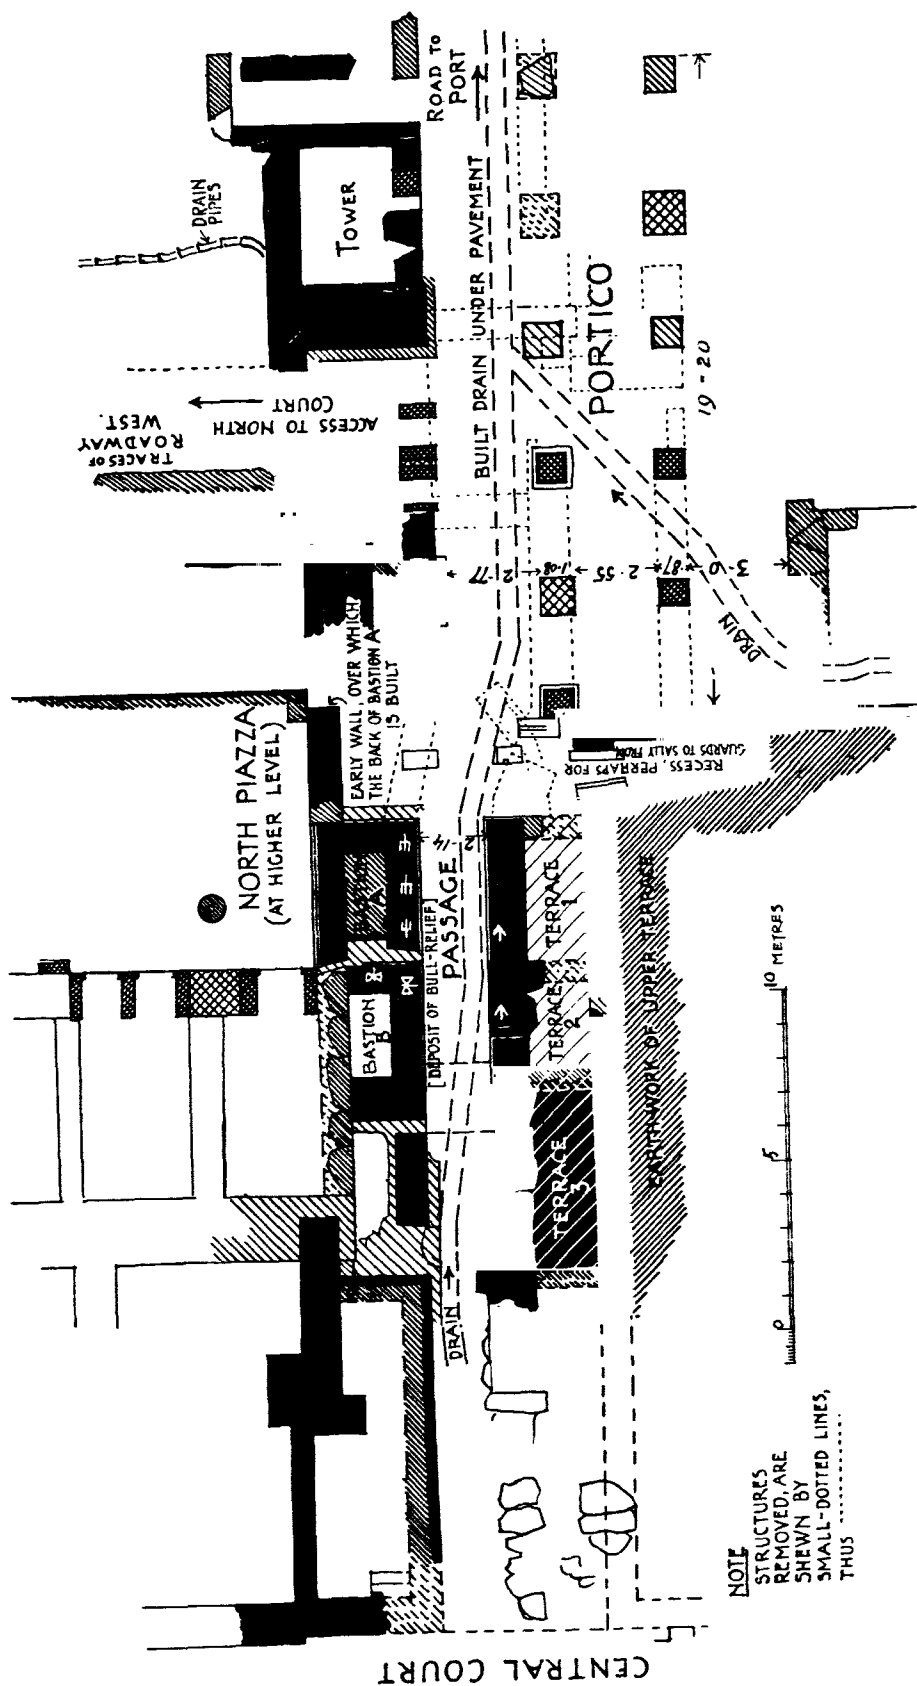 ROAD TO
PORT
DRAIN
PIPES
TOWER
BUILT DRAIN UNDER PAVEMENT
PORTICO
19 - 20
ACCESS TO NORTH
COURT
TRACES OF
ROADWAY
WEST.
2 - 77
1-08
2 - 55
·87
3 - 6
DRAIN
EARLY WALL, OVER WHICH
THE BACK OF BASTION A
IS BUILT
NORTH PIAZZA
(AT HIGHER LEVEL)
RECESS, PERHAPS FOR
GUARDS TO SALLY FROM
BASTION
A
2 - 14
PASSAGE
[DEPOSIT OF BULL-RELIEF]
BASTION
B
TERRACE
1
TERRACE
2
TERRACE
3
EARTHWORK OF UPPER TERRACE
DRAIN
0
5
10 METRES
NOTE
STRUCTURES
REMOVED, ARE
SHEWN BY
SMALL-DOTTED LINES,
THUS ...........
CENTRAL COURT